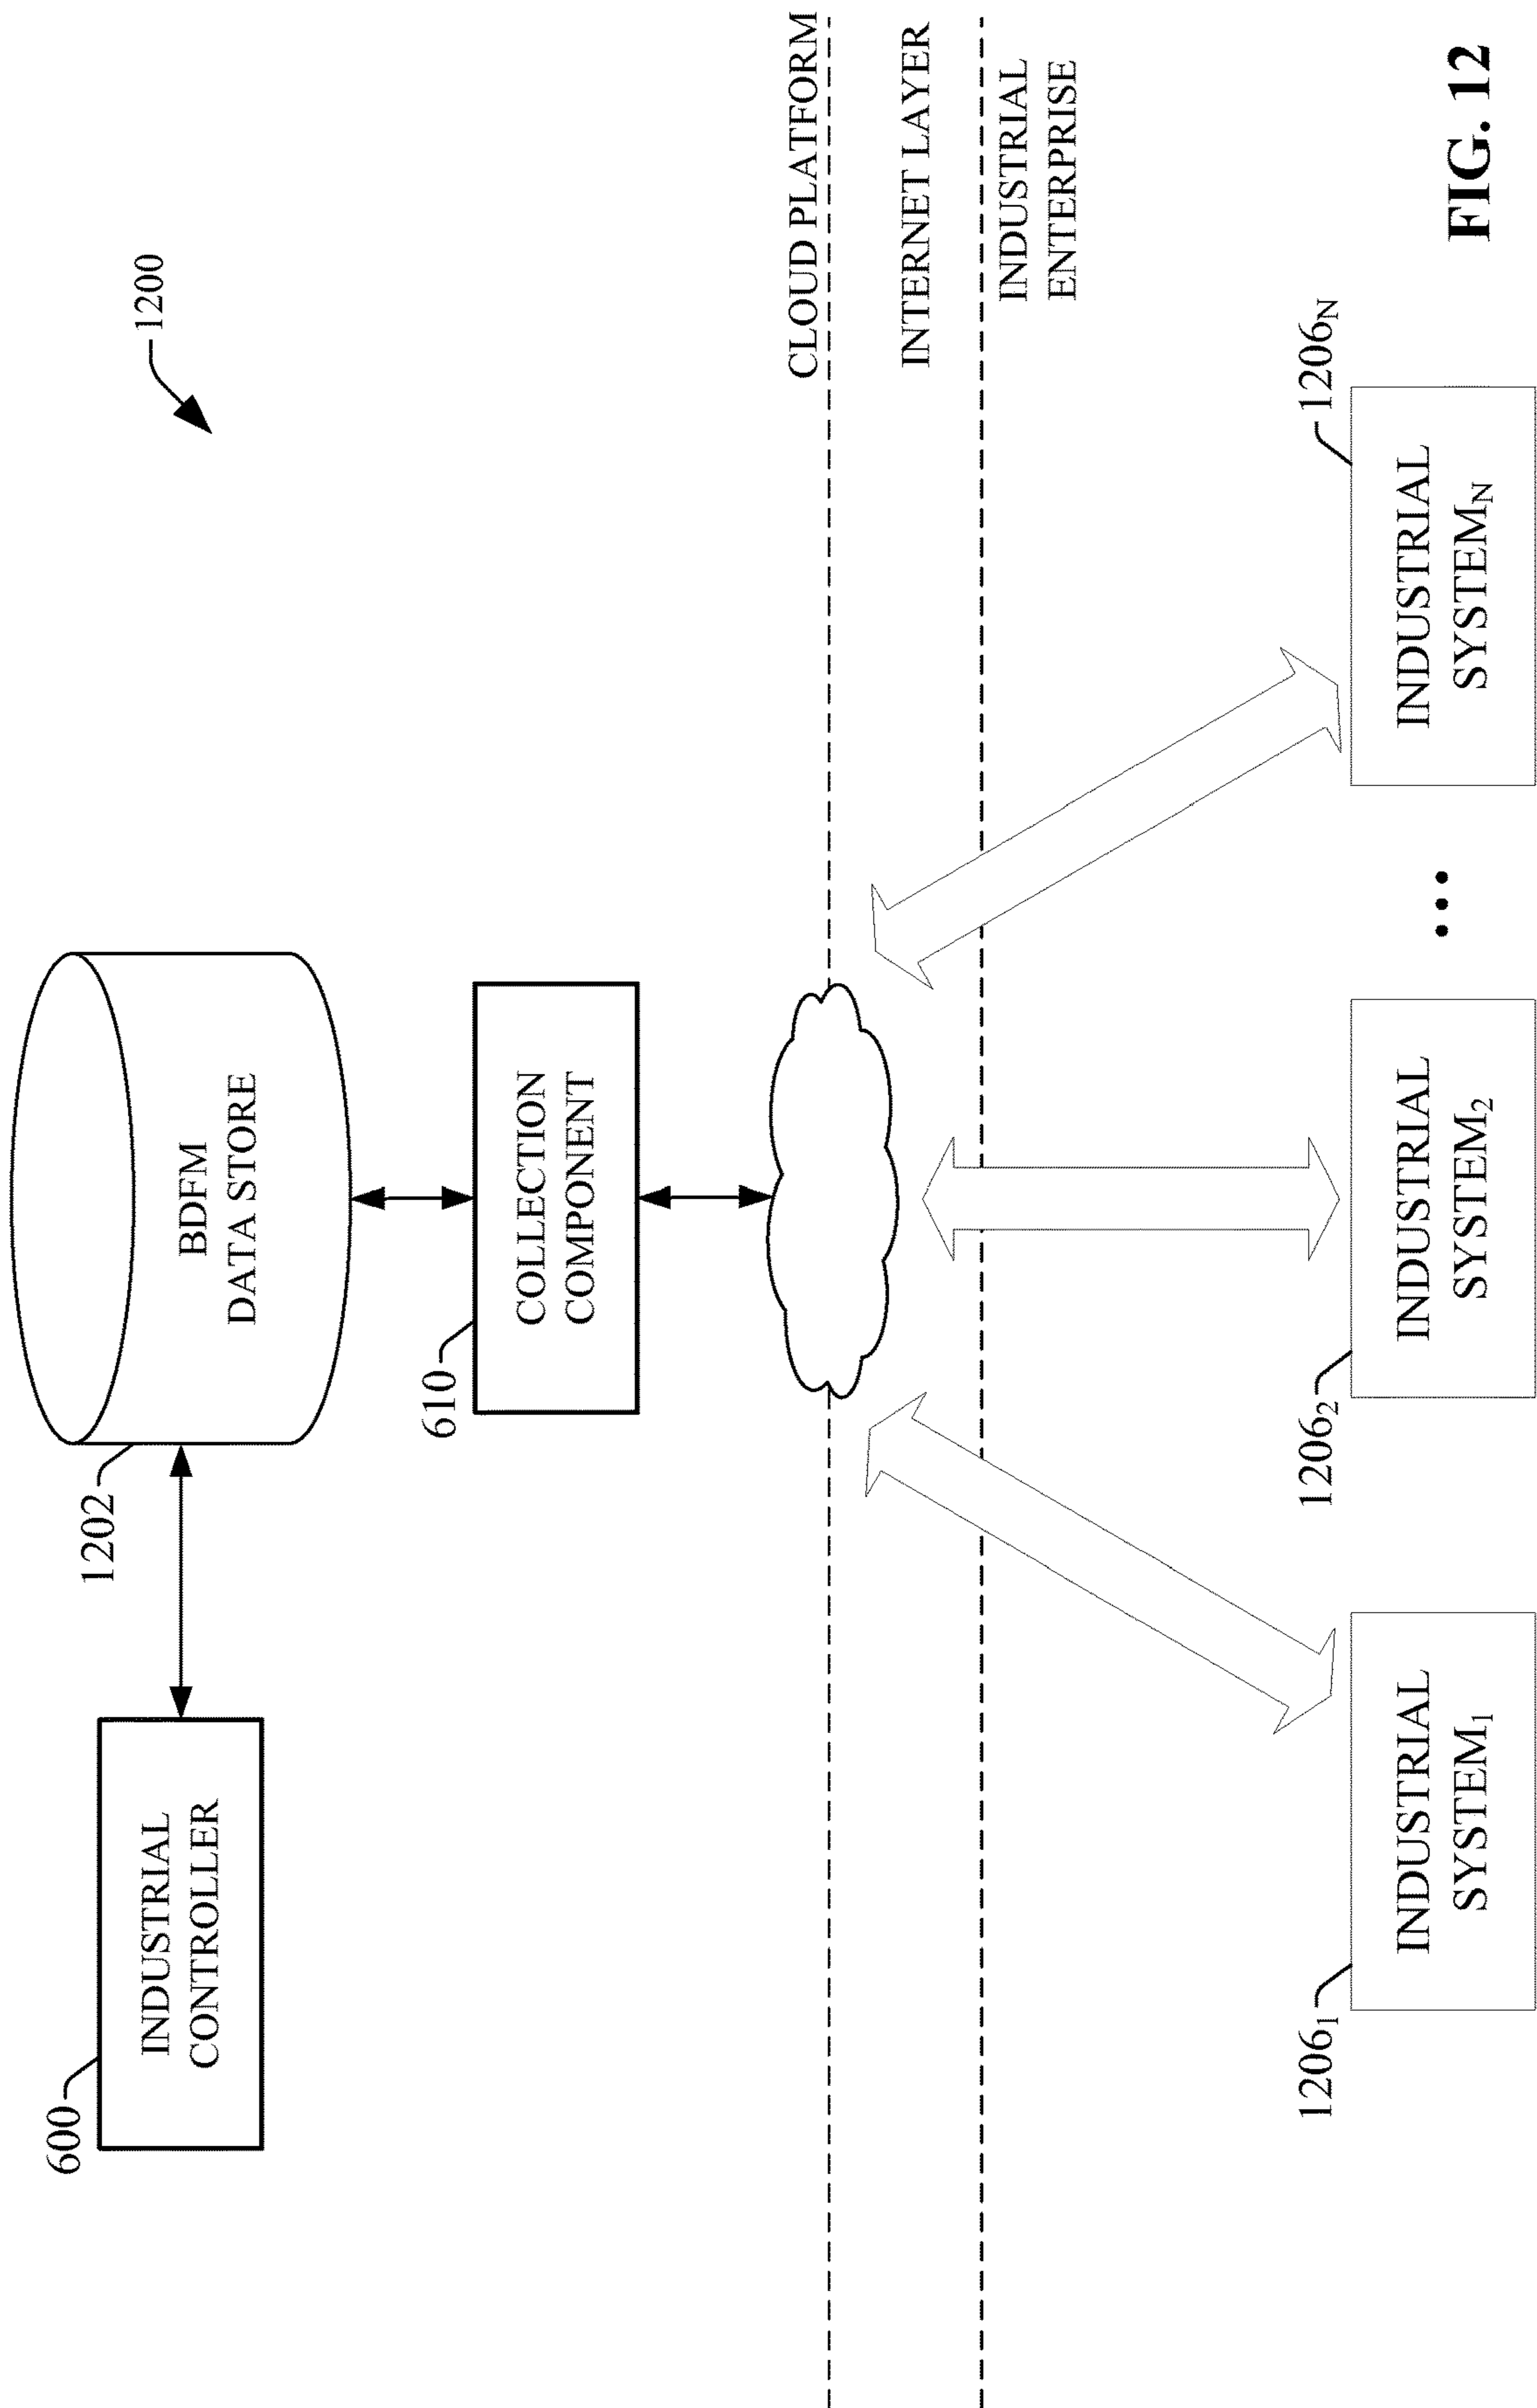 1200
1202
BDFM
DATA STORE
600
INDUSTRIAL
CONTROLLER
610
COLLECTION
COMPONENT
CLOUD PLATFORM
INTERNET LAYER
INDUSTRIAL
ENTERPRISE
1206₁
INDUSTRIAL
SYSTEM₁
1206₂
INDUSTRIAL
SYSTEM₂
...
1206N
INDUSTRIAL
SYSTEMN
FIG. 12